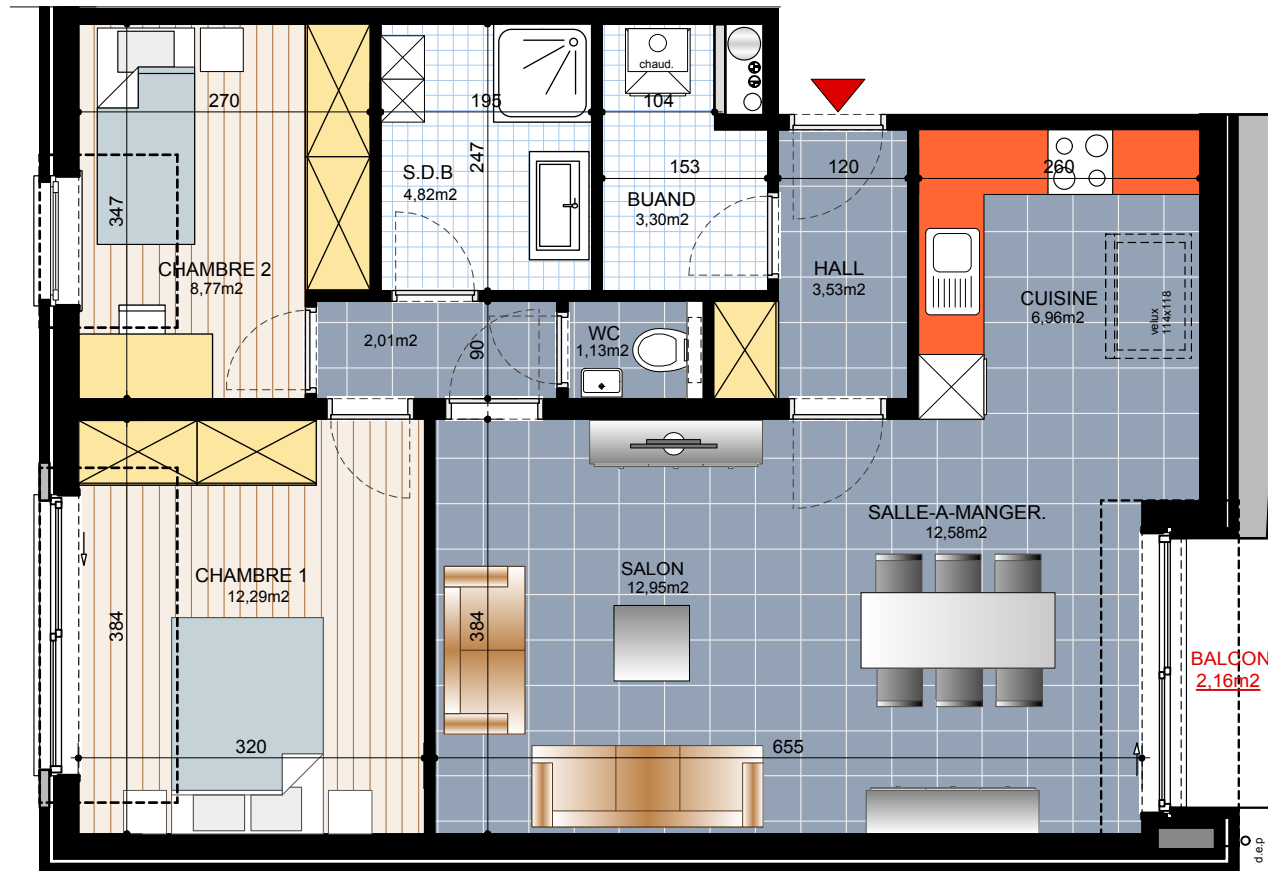 chaud.
270
195
104
S.D.B
4,82m2
247
153
120
260
BUAND
3,30m2
347
CHAMBRE 2
8,77m2
HALL
3,53m2
CUISINE
6,96m2
velux
114x118
2,01m2
90
WC
1,13m2
SALLE-A-MANGER.
12,58m2
CHAMBRE 1
12,29m2
SALON
12,95m2
384
384
BALCON
2,16m2
320
655
d.e.p